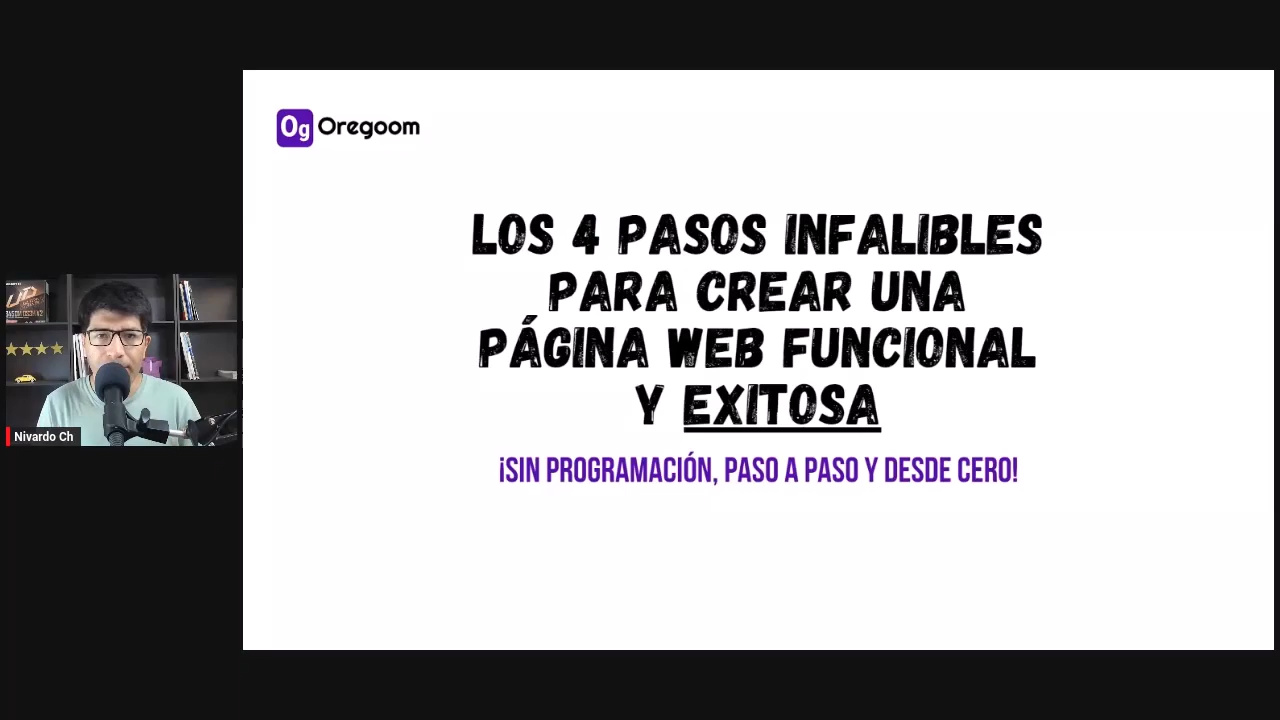 Og Oregoom
LOS 4 PASOS INFALIBLES
PARA CREAR UNA
PÁGINA WEB FUNCIONAL
Y EXITOSA
¡SIN PROGRAMACIÓN, PASO A PASO Y DESDE CERO!
Nivardo Ch